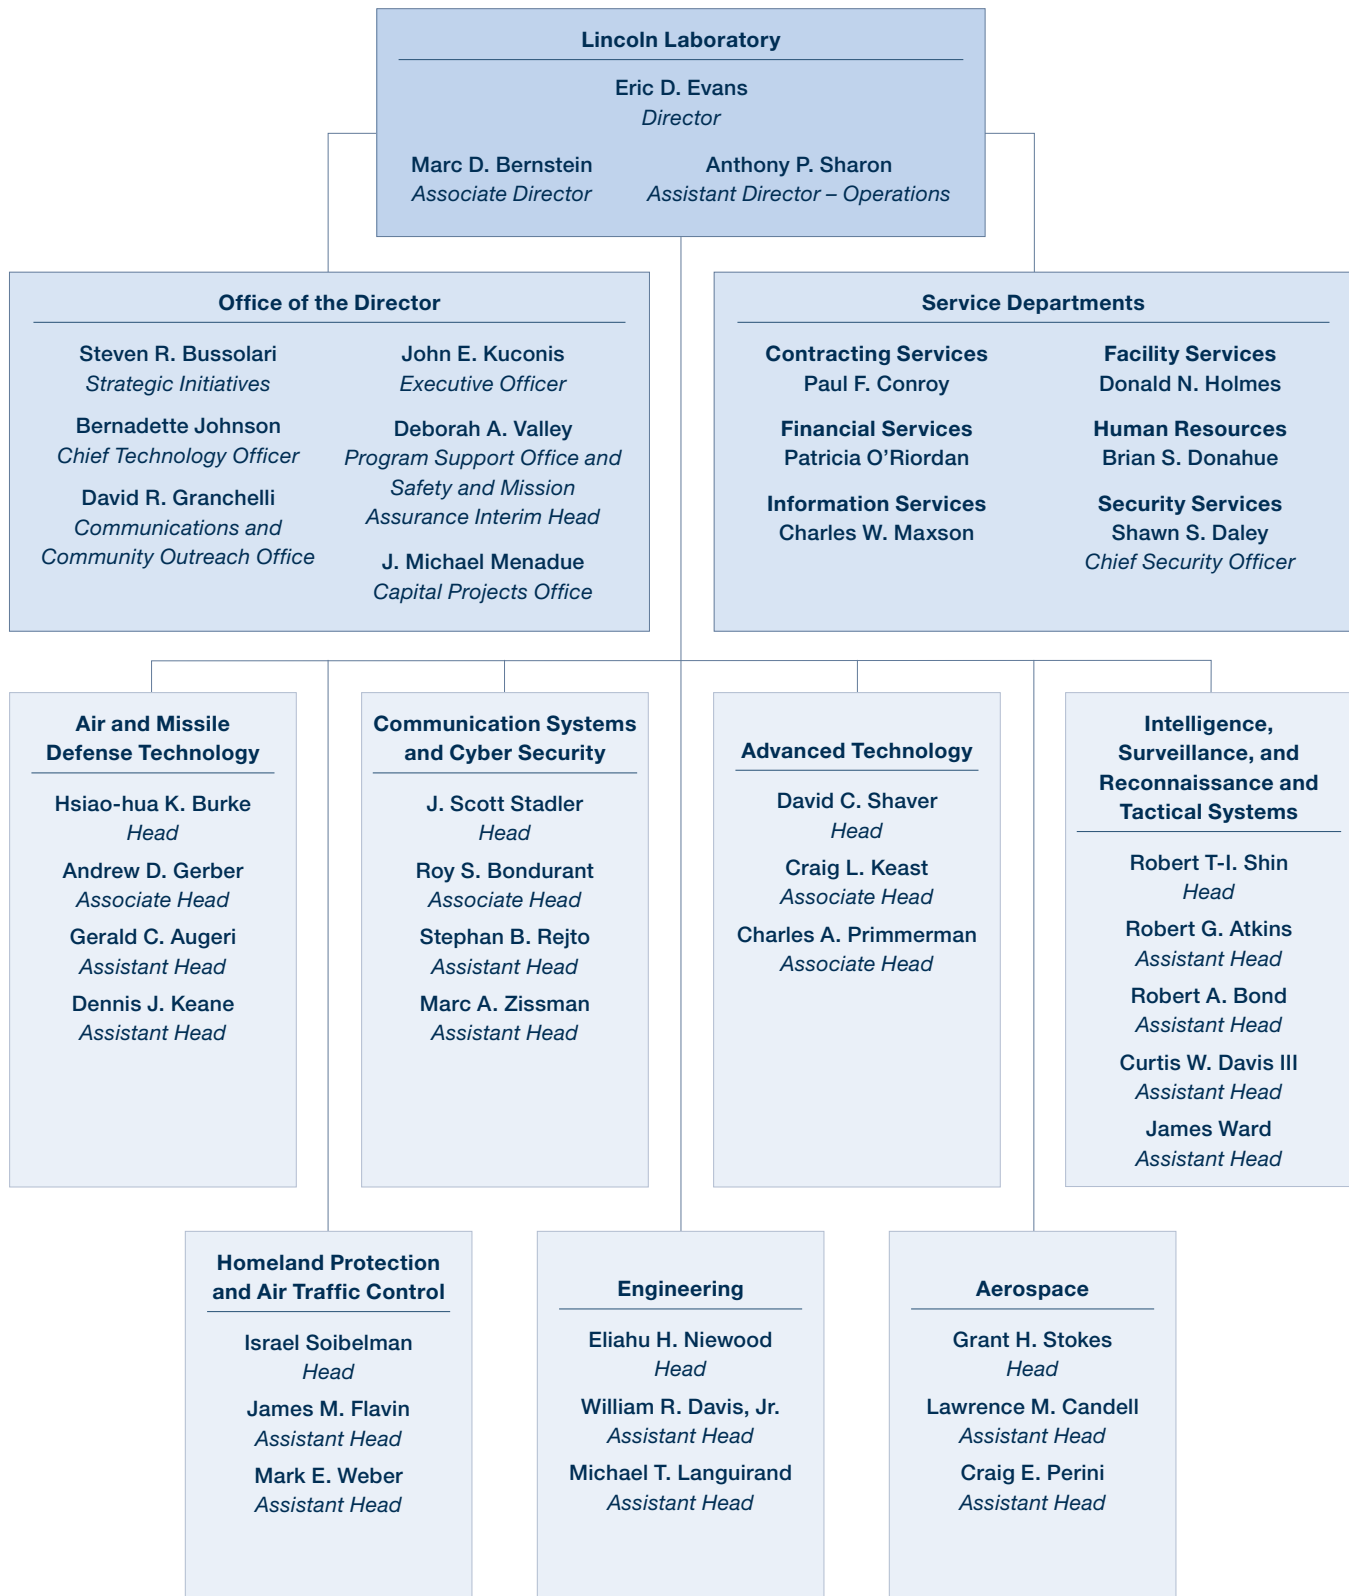 Lincoln Laboratory
Eric D. Evans
Director
Marc D. Bernstein
Associate Director
Anthony P. Sharon
Assistant Director – Operations
Office of the Director
Steven R. Bussolari
Strategic Initiatives
Bernadette Johnson
Chief Technology Officer
David R. Granchelli
Communications and
Community Outreach Office
John E. Kuconis
Executive Officer
Deborah A. Valley
Program Support Office and
Safety and Mission
Assurance Interim Head
J. Michael Menadue
Capital Projects Office
Service Departments
Contracting Services
Paul F. Conroy
Financial Services
Patricia O’Riordan
Information Services
Charles W. Maxson
Facility Services
Donald N. Holmes
Human Resources
Brian S. Donahue
Security Services
Shawn S. Daley
Chief Security Officer
Air and Missile
Defense Technology
Hsiao-hua K. Burke
Head
Andrew D. Gerber
Associate Head
Gerald C. Augeri
Assistant Head
Dennis J. Keane
Assistant Head
Communication Systems
and Cyber Security
J. Scott Stadler
Head
Roy S. Bondurant
Associate Head
Stephan B. Rejto
Assistant Head
Marc A. Zissman
Assistant Head
Advanced Technology
David C. Shaver
Head
Craig L. Keast
Associate Head
Charles A. Primmerman
Associate Head
Intelligence,
Surveillance, and
Reconnaissance and
Tactical Systems
Robert T-I. Shin
Head
Robert G. Atkins
Assistant Head
Robert A. Bond
Assistant Head
Curtis W. Davis III
Assistant Head
James Ward
Assistant Head
Homeland Protection
and Air Traffic Control
Israel Soibelman
Head
James M. Flavin
Assistant Head
Mark E. Weber
Assistant Head
Engineering
Eliahu H. Niewood
Head
William R. Davis, Jr.
Assistant Head
Michael T. Languirand
Assistant Head
Aerospace
Grant H. Stokes
Head
Lawrence M. Candell
Assistant Head
Craig E. Perini
Assistant Head